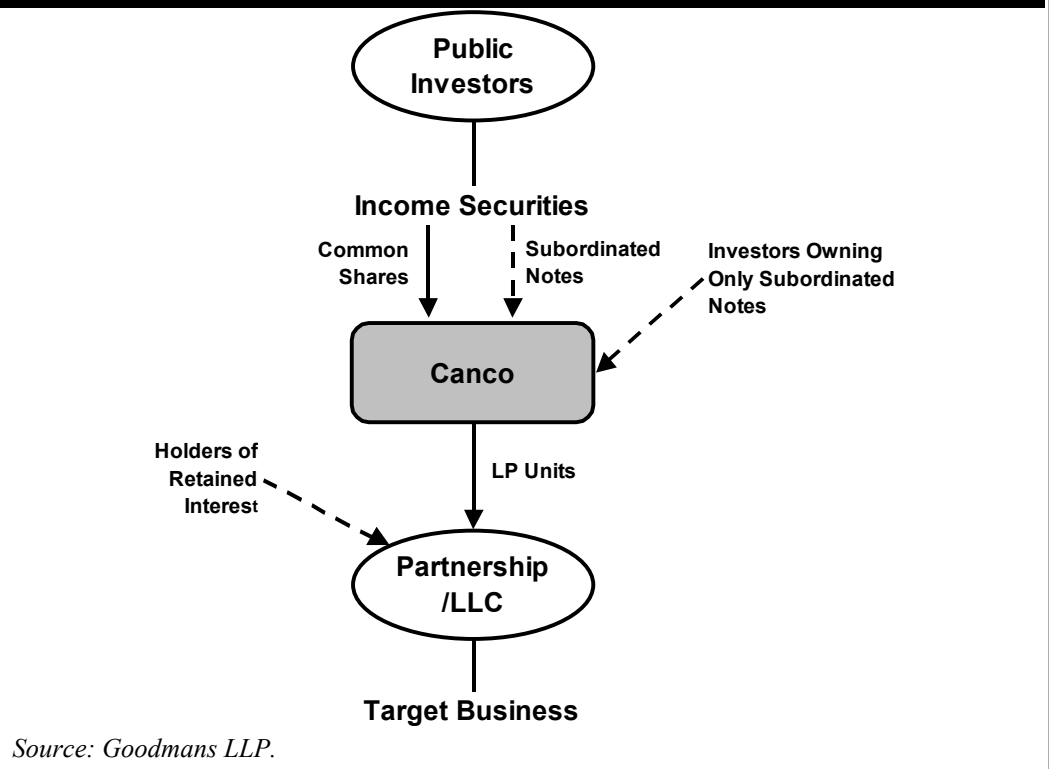 Public
Investors
Income Securities
Common
Shares
Subordinated
Notes
Investors Owning
Only Subordinated
Notes
Canco
Holders of
Retained
Interest
LP Units
Partnership
/LLC
Target Business
Source: Goodmans LLP.